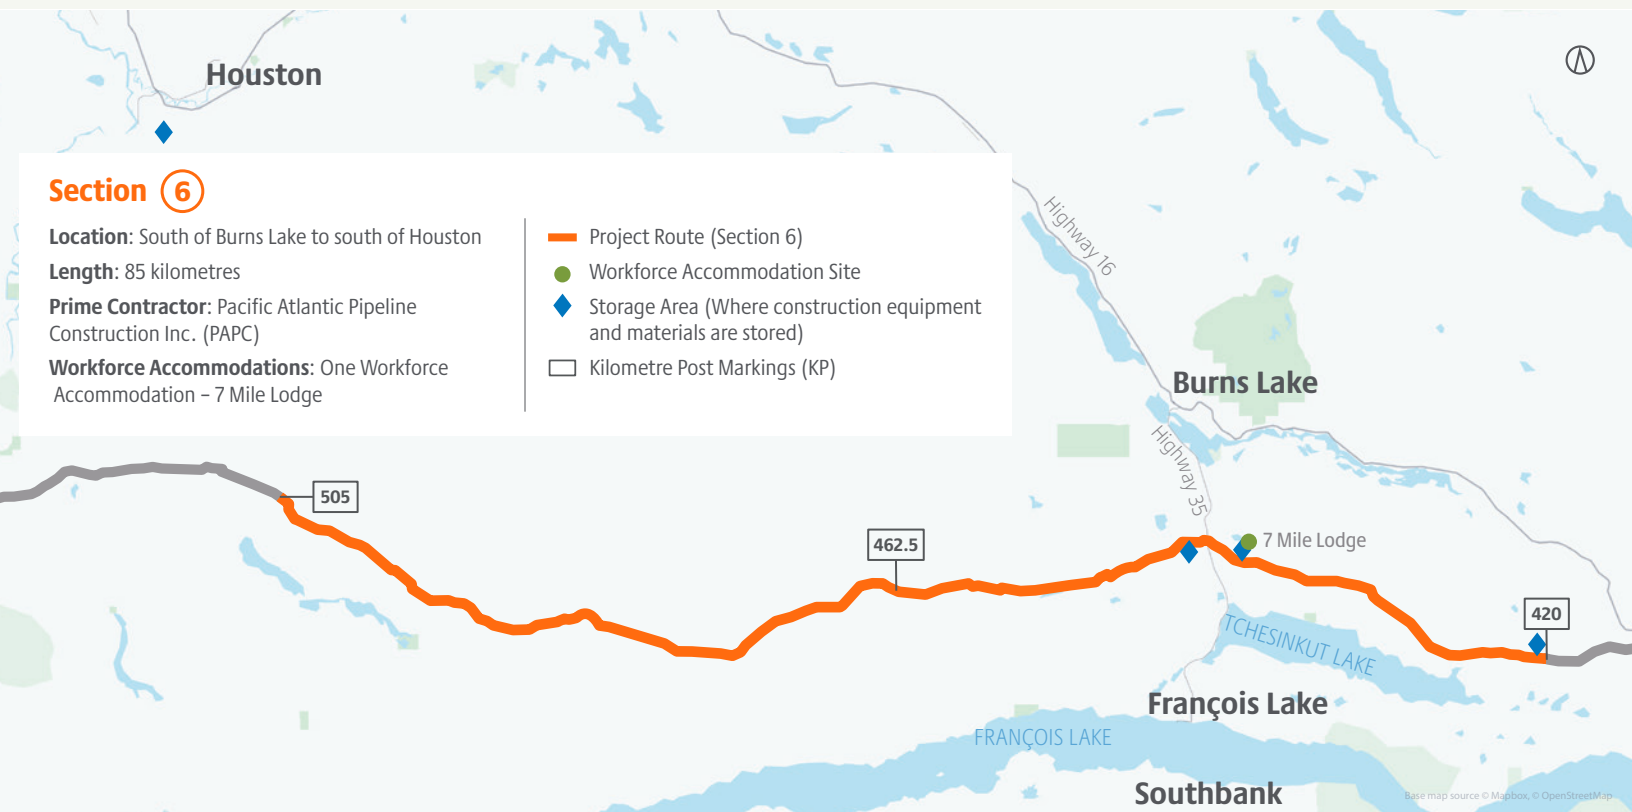 Houston
Section 6
Location: South of Burns Lake to south of Houston
Length: 85 kilometres
Prime Contractor: Pacific Atlantic Pipeline
Construction Inc. (PAPC)
Workforce Accommodations: One Workforce
Accommodation – 7 Mile Lodge
Project Route (Section 6)
Workforce Accommodation Site
Storage Area (Where construction equipment
and materials are stored)
Kilometre Post Markings (KP)
Highway 16
Burns Lake
Highway 35
505
462.5
7 Mile Lodge
420
TCHESINKUT LAKE
François Lake
FRANÇOIS LAKE
Southbank
Base map source © Mapbox, © OpenStreetMap